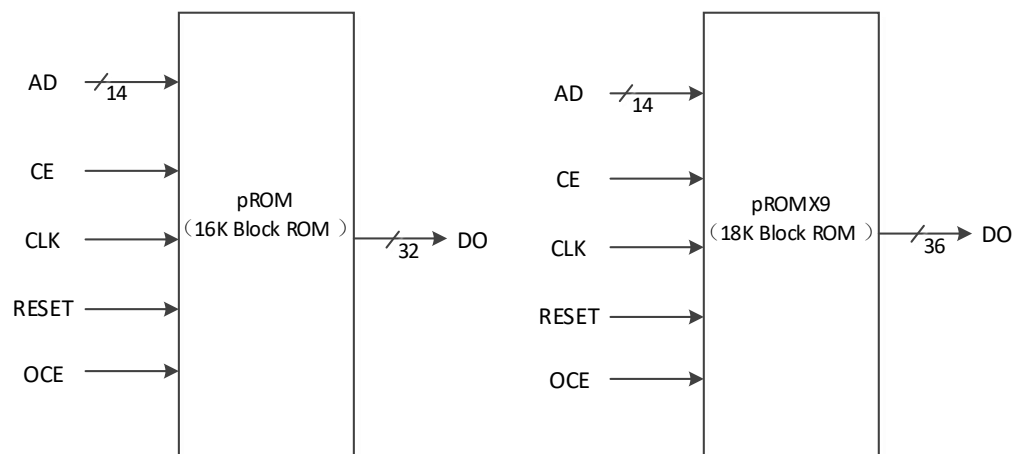 AD
14
CE
CLK
RESET
OCE
pROM
（16K Block ROM ）
32
DO
AD
14
CE
CLK
RESET
OCE
pROMX9
（18K Block ROM ）
36
DO